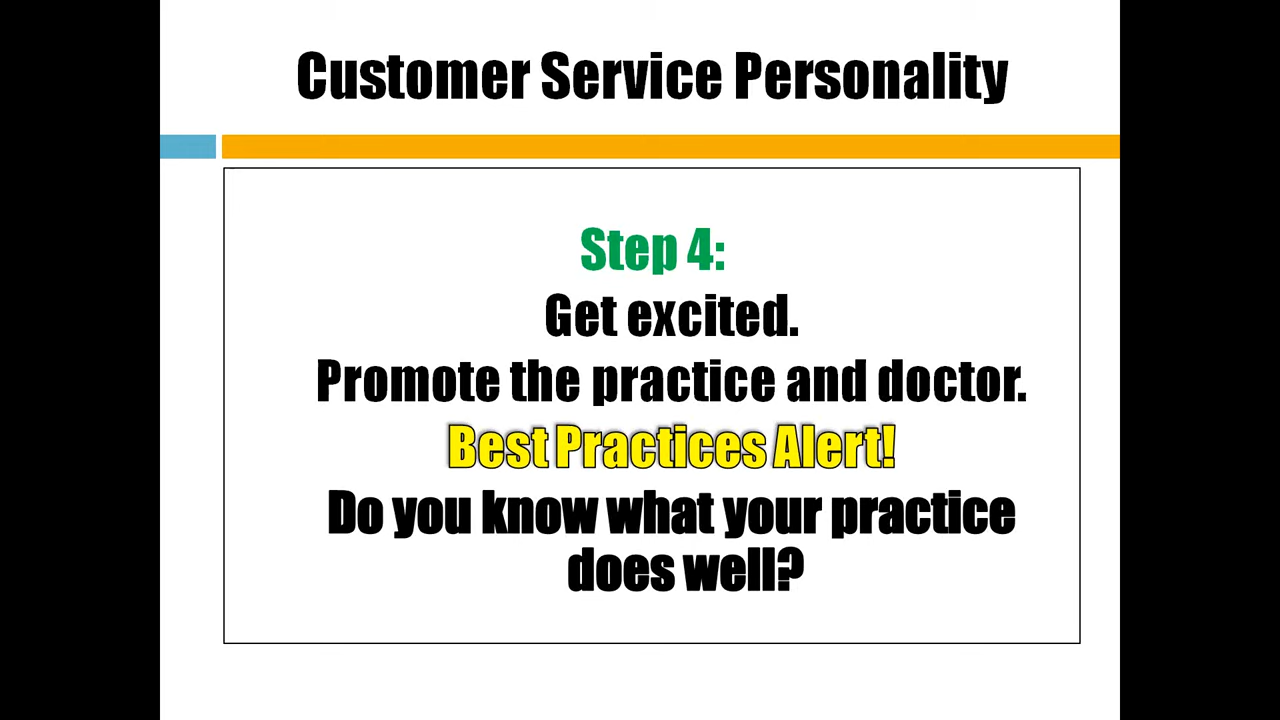 Customer Service Personality
Step 4:
Get excited.
Promote the practice and doctor.
Best Practices Alert!
Do you know what your practice
does well?